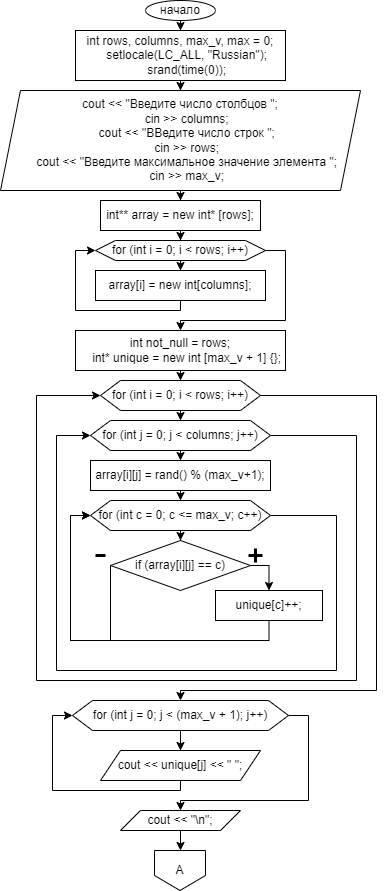 начало
int rows, columns, max_v, max = 0;
setlocale(LC_ALL, "Russian");
srand(time(0));
cout << "Введите число столбцов ";
cin >> columns;
cout << "ВВедите число строк ";
cin >> rows;
cout << "Введите максимальное значение элемента ";
cin >> max_v;
int** array = new int* [rows];
for (int i = 0; i < rows; i++)
array[i] = new int[columns];
int not_null = rows;
int* unique = new int [max_v + 1] {};
for (int i = 0; i < rows; i++)
for (int j = 0; j < columns; j++)
array[i][j] = rand() % (max_v+1);
for (int c = 0; c <= max_v; c++)
if (array[i][j] == c)
-
+
unique[c]++;
for (int j = 0; j < (max_v + 1); j++)
cout << unique[j] << " ";
cout << "\n";
A